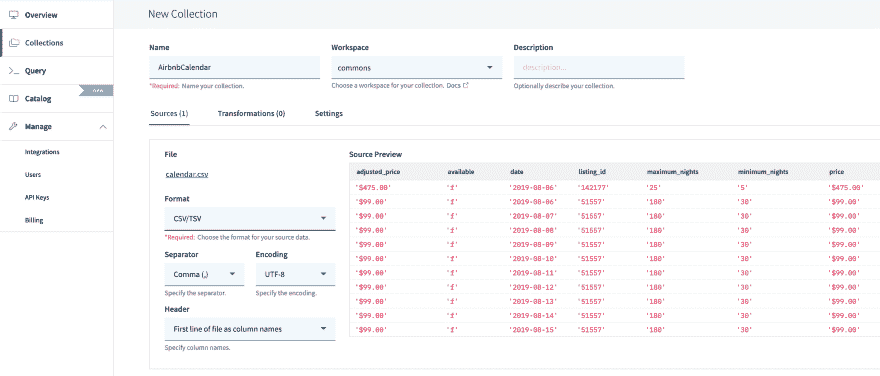 Overview
Collections
Query
Catalog
Manage
Integrations
Users
API Keys
Billing
New Collection
Name Workspace Description
AirbnbCalendar commons description...
*Required: Name your collection. Choose a workspace for your collection. Docs Optionally describe your collection.
Sources (1) Transformations (0) Settings
File
calendar.csv
Format
CSV/TSV
*Required: Choose the format for your source data.
Separator Encoding
Comma (,) UTF-8
Specify the separator. Specify the encoding.
Header
First line of file as column names
Specify column names.
Source Preview
adjusted_price available date listing_id maximum_nights minimum_nights price
'$475.00' 'f' '2019-08-06' '142177' '25' '5' '$475.00'
'$99.00' 'f' '2019-08-06' '51557' '180' '30' '$99.00'
'$99.00' 'f' '2019-08-07' '51557' '180' '30' '$99.00'
'$99.00' 'f' '2019-08-08' '51557' '180' '30' '$99.00'
'$99.00' 'f' '2019-08-09' '51557' '180' '30' '$99.00'
'$99.00' 'f' '2019-08-10' '51557' '180' '30' '$99.00'
'$99.00' 'f' '2019-08-11' '51557' '180' '30' '$99.00'
'$99.00' 'f' '2019-08-12' '51557' '180' '30' '$99.00'
'$99.00' 'f' '2019-08-13' '51557' '180' '30' '$99.00'
'$99.00' 'f' '2019-08-14' '51557' '180' '30' '$99.00'
'$99.00' 'f' '2019-08-15' '51557' '180' '30' '$99.00'